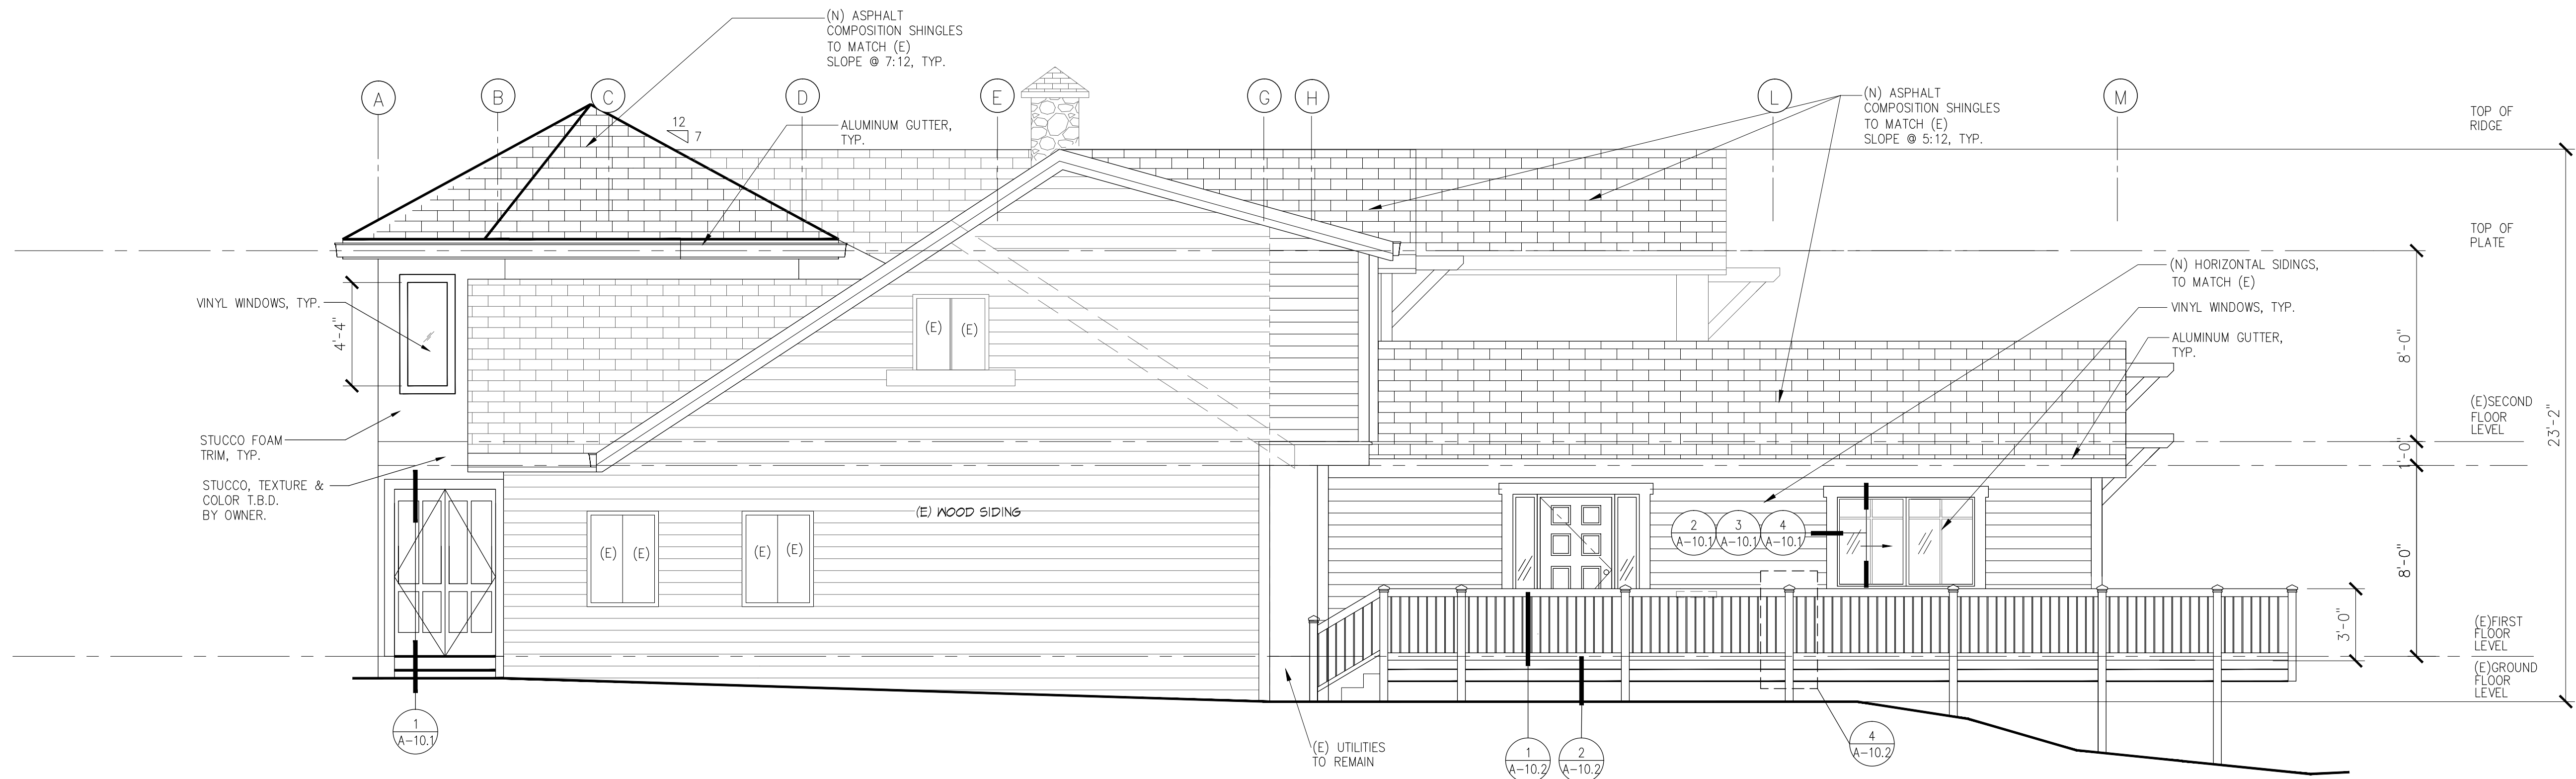 (N) ASPHALT
COMPOSITION SHINGLES
TO MATCH (E)
SLOPE @ 7:12, TYP.
A
B
C
D
E
G
H
L
M
12
7
ALUMINUM GUTTER,
TYP.
(N) ASPHALT
COMPOSITION SHINGLES
TO MATCH (E)
SLOPE @ 5:12, TYP.
TOP OF
RIDGE
TOP OF
PLATE
(N) HORIZONTAL SIDINGS,
TO MATCH (E)
VINYL WINDOWS, TYP.
ALUMINUM GUTTER,
TYP.
VINYL WINDOWS, TYP.
4'-4"
(E)
(E)
8'-0"
STUCCO FOAM
TRIM, TYP.
(E)SECOND
FLOOR
LEVEL
23'-2"
1'-0"
STUCCO, TEXTURE &
COLOR T.B.D.
BY OWNER.
(E) WOOD SIDING
(E)
(E)
(E)
(E)
2
A-10.1
3
A-10.1
4
A-10.1
8'-0"
3'-0"
(E)FIRST
FLOOR
LEVEL
(E)GROUND
FLOOR
LEVEL
1
A-10.1
(E) UTILITIES
TO REMAIN
1
A-10.2
2
A-10.2
4
A-10.2